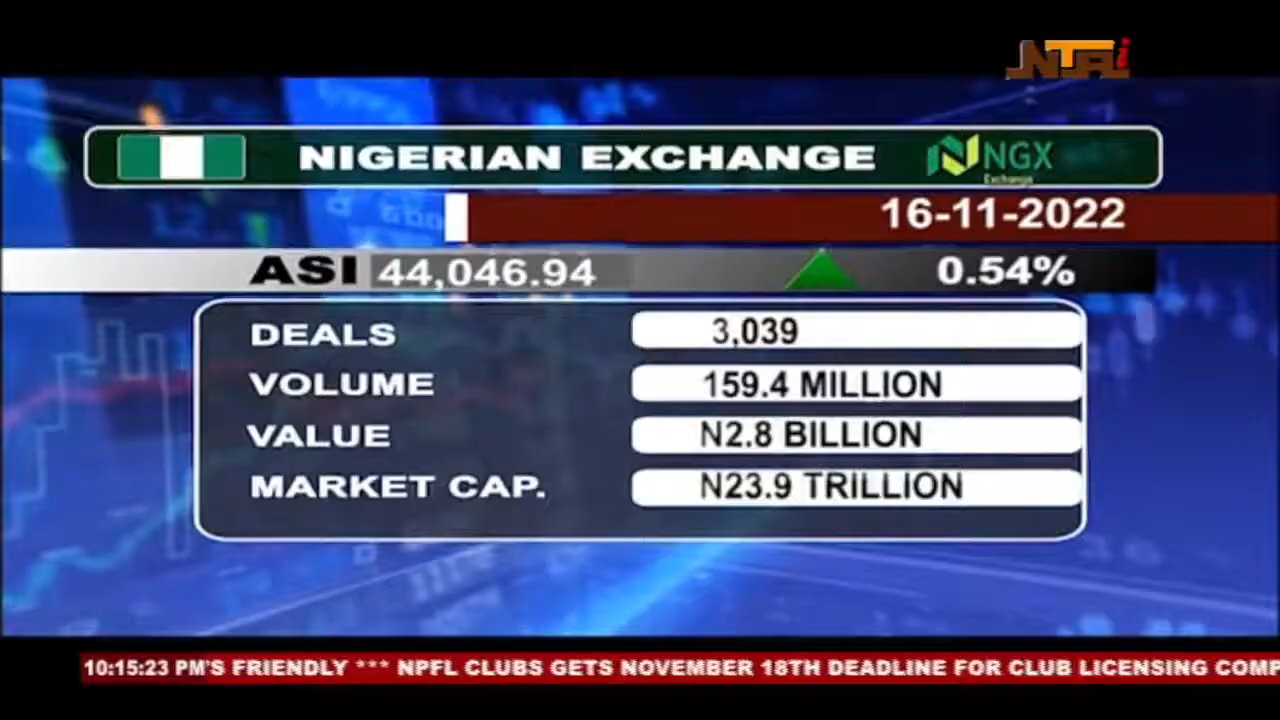 NTAi
NIGERIAN EXCHANGE NGX
Exchange
16-11-2022
ASI 44,046.94 0.54%
DEALS 3,039
VOLUME 159.4 MILLION
VALUE N2.8 BILLION
MARKET CAP. N23.9 TRILLION
10:15:23 PM'S FRIENDLY *** NPFL CLUBS GETS NOVEMBER 18TH DEADLINE FOR CLUB LICENSING COMP